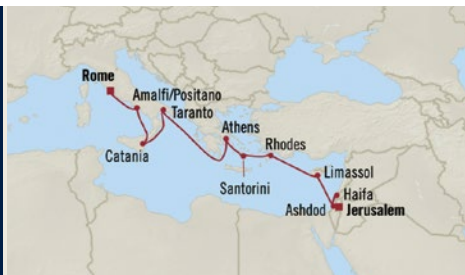 Rome
Amalfi/Positano
Taranto
Catania
Athens
Santorini
Rhodes
Limassol
Haifa
Ashdod
Jerusalem